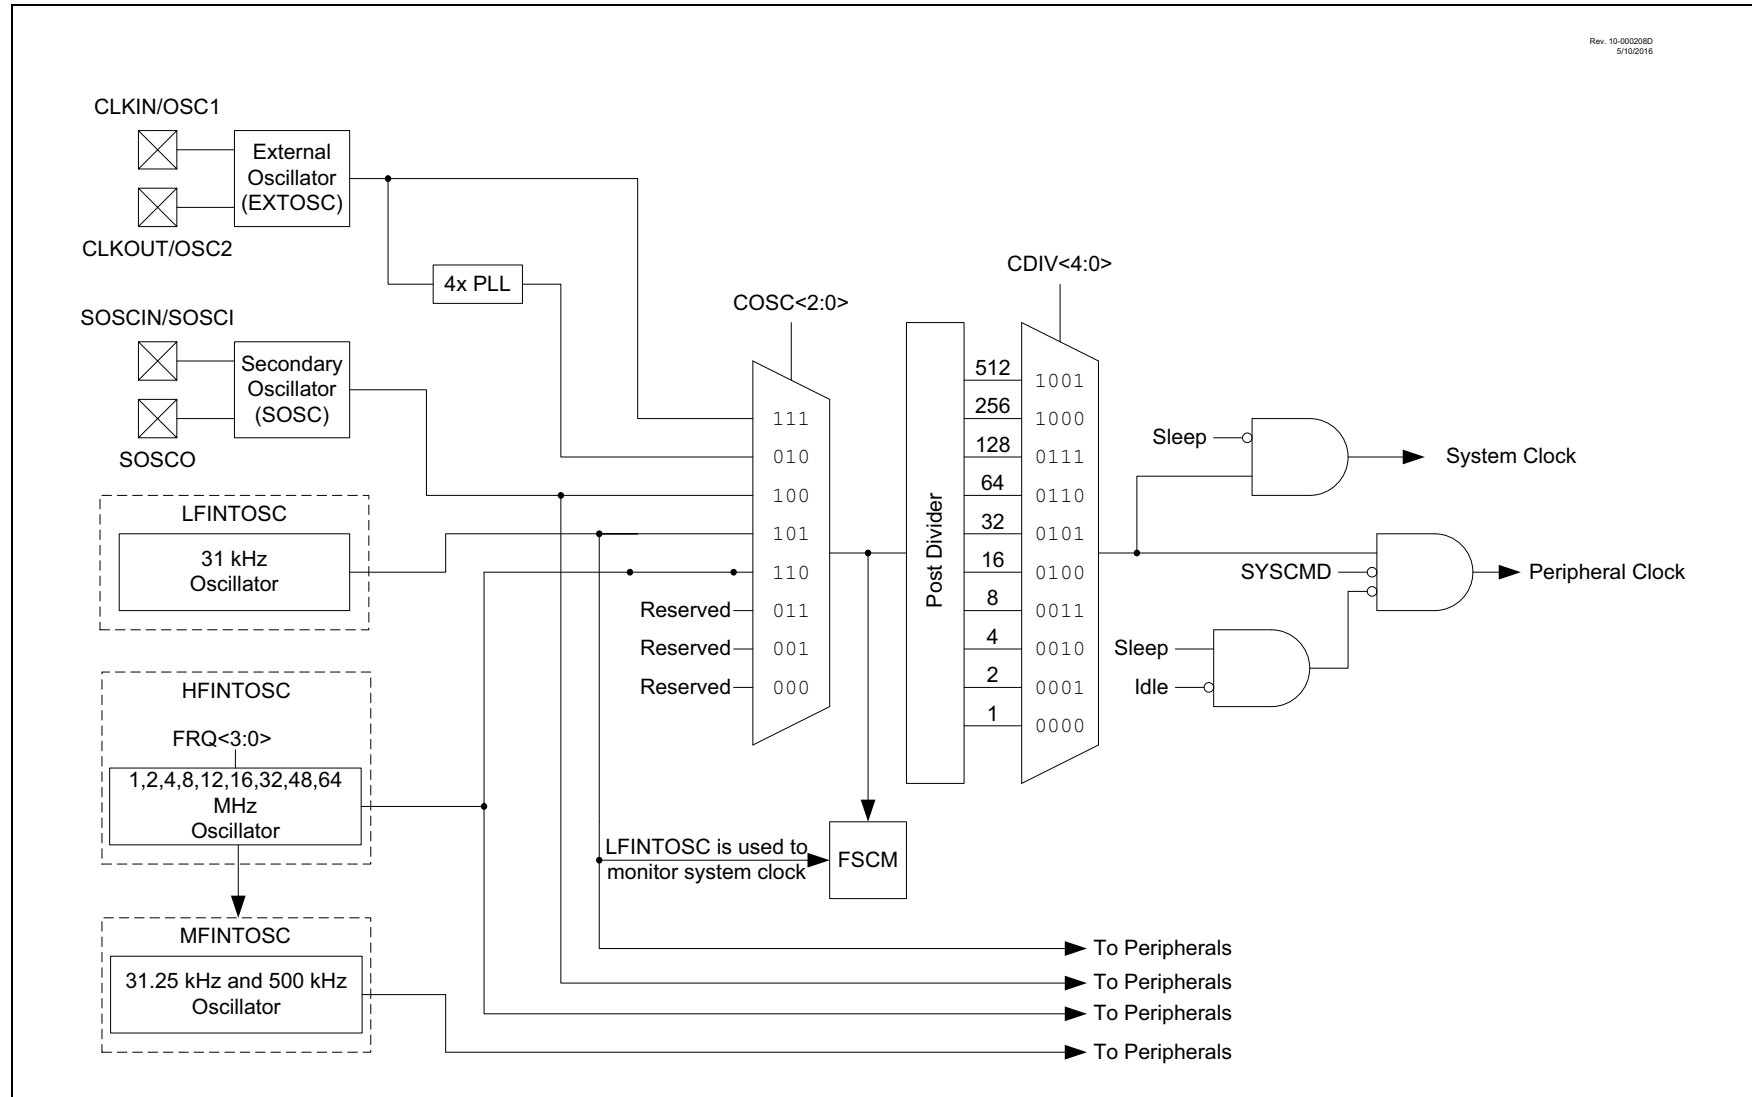 Rev. 10-000208D
5/10/2016
CLKIN/OSC1
External
Oscillator
(EXTOSC)
CLKOUT/OSC2
4x PLL
SOSCIN/SOSCI
Secondary
Oscillator
(SOSC)
SOSCO
LFINTOSC
31 kHz
Oscillator
HFINTOSC
FRQ<3:0>
1,2,4,8,12,16,32,48,64
MHz
Oscillator
MFINTOSC
31.25 kHz and 500 kHz
Oscillator
COSC<2:0>
111
010
100
101
110
Reserved 011
Reserved 001
Reserved 000
LFINTOSC is used to
monitor system clock
FSCM
Post Divider
CDIV<4:0>
512 1001
256 1000
128 0111
64 0110
32 0101
16 0100
8 0011
4 0010
2 0001
1 0000
Sleep
System Clock
SYSCMD
Peripheral Clock
Sleep
Idle
To Peripherals
To Peripherals
To Peripherals
To Peripherals